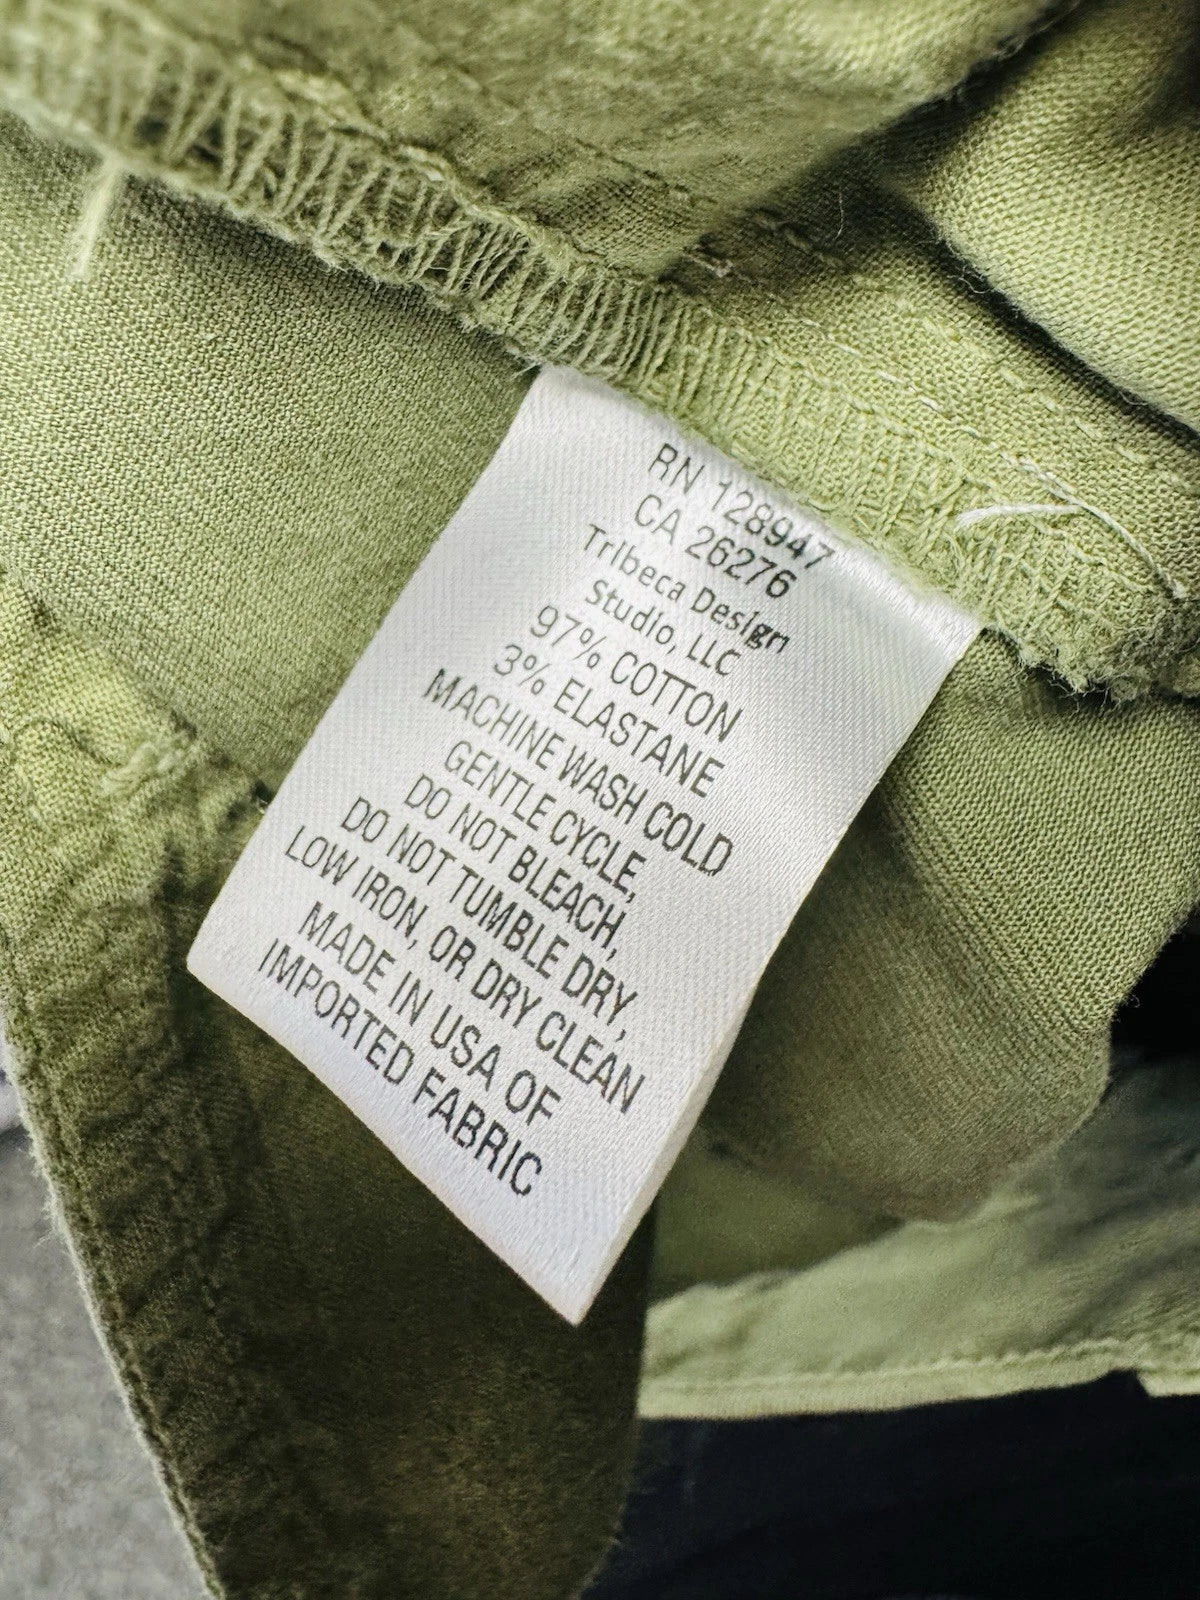 RN 128947
CA 26276
Tribeca Design
Studio, LLC
97% COTTON
3% ELASTANE
MACHINE WASH COLD
GENTLE CYCLE,
DO NOT BLEACH,
DO NOT TUMBLE DRY,
LOW IRON, OR DRY CLEAN
MADE IN USA OF
IMPORTED FABRIC